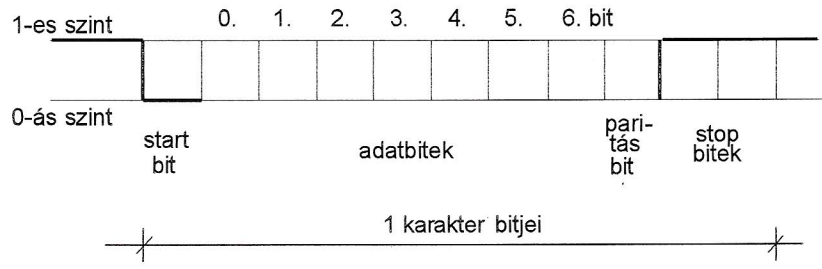 0. 1. 2. 3. 4. 5. 6. bit
1-es szint
0-ás szint
start
bit
adatbitek
pari-
tás
bit
stop
bitek
1 karakter bitjei